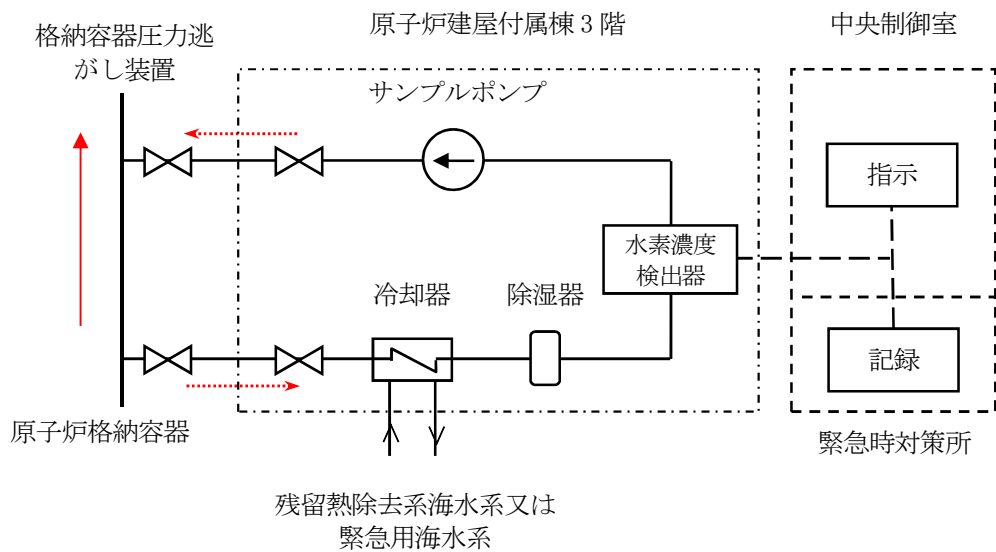 原子炉建屋付属棟3階
中央制御室
格納容器圧力逃
がし装置
サンプルポンプ
指示
水素濃度
検出器
冷却器
除湿器
記録
原子炉格納容器
緊急時対策所
残留熱除去系海水系又は
緊急用海水系